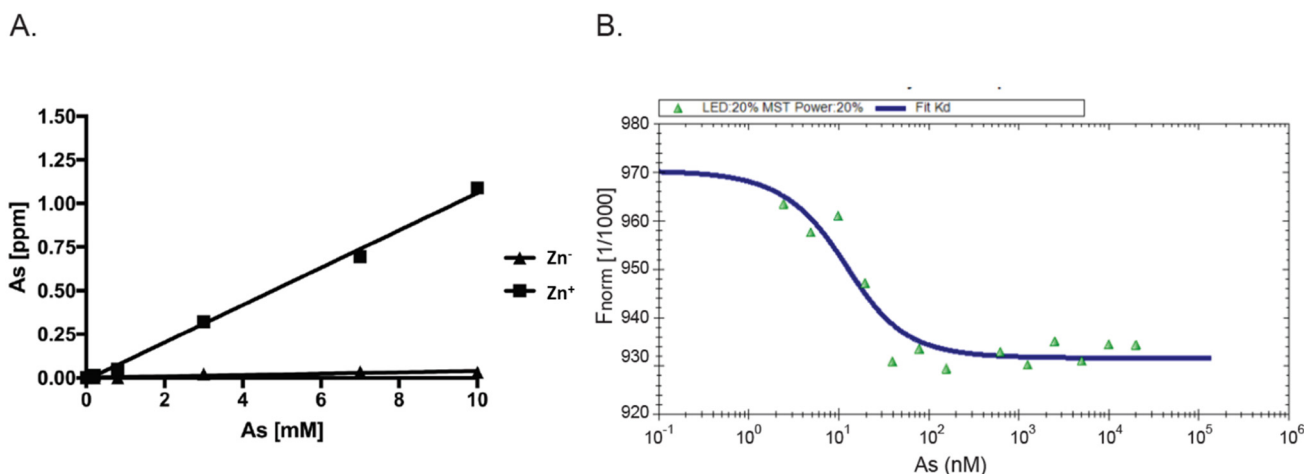 A.
B.
As [ppm]
1.50
1.25
1.00
0.75
0.50
0.25
0.00
0 2 4 6 8 10
As [mM]
Zn-
Zn+
LED:20% MST Power:20% Fit Kd
Fnorm [1/1000]
980
970
960
950
940
930
920
10⁻¹ 10⁰ 10¹ 10² 10³ 10⁴ 10⁵ 10⁶
As (nM)